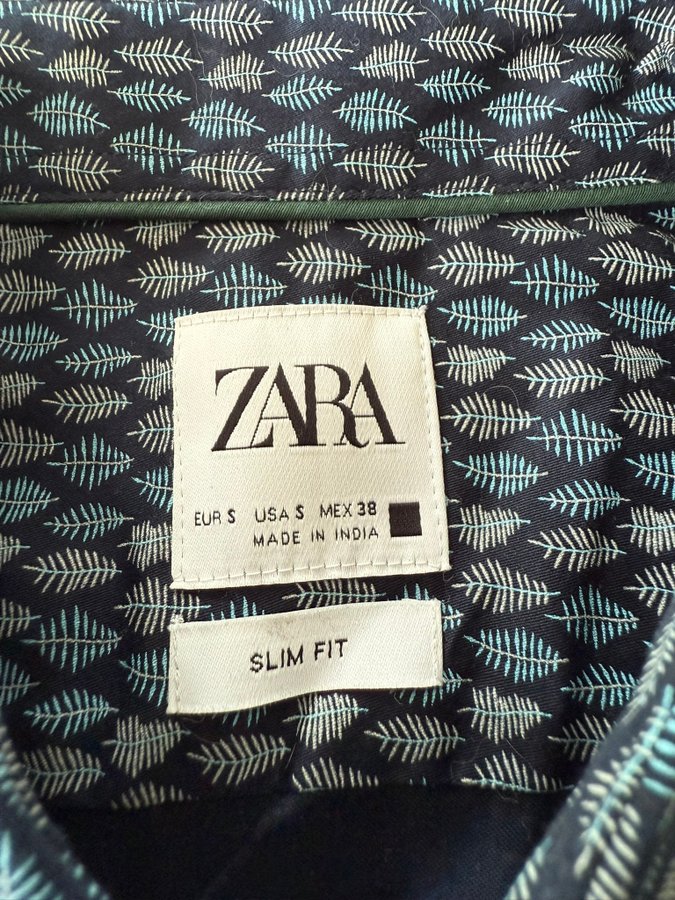 ZARA
EUR S USA S MEX 38
MADE IN INDIA
SLIM FIT